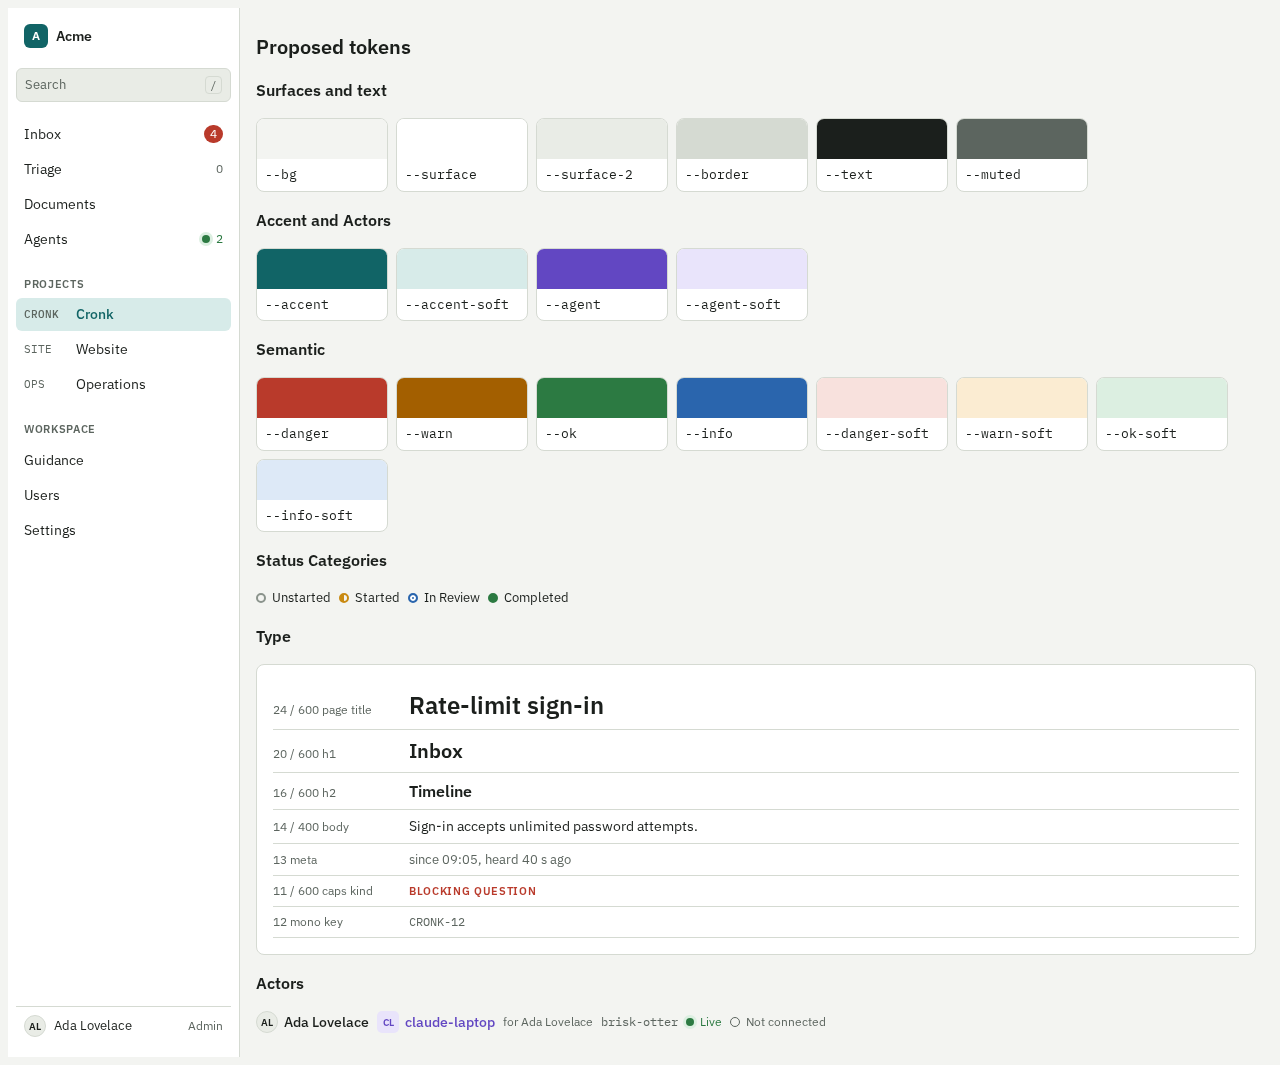 A Acme
Search /
Inbox 4
Triage 0
Documents
Agents 2
PROJECTS
CRONK Cronk
SITE Website
OPS Operations
WORKSPACE
Guidance
Users
Settings
AL Ada Lovelace Admin
Proposed tokens
Surfaces and text
--bg --surface --surface-2 --border --text --muted
Accent and Actors
--accent --accent-soft --agent --agent-soft
Semantic
--danger --warn --ok --info --danger-soft --warn-soft --ok-soft
--info-soft
Status Categories
Unstarted Started In Review Completed
Type
24 / 600 page title Rate-limit sign-in
20 / 600 h1 Inbox
16 / 600 h2 Timeline
14 / 400 body Sign-in accepts unlimited password attempts.
13 meta since 09:05, heard 40 s ago
11 / 600 caps kind BLOCKING QUESTION
12 mono key CRONK-12
Actors
AL Ada Lovelace CL claude-laptop for Ada Lovelace brisk-otter Live Not connected